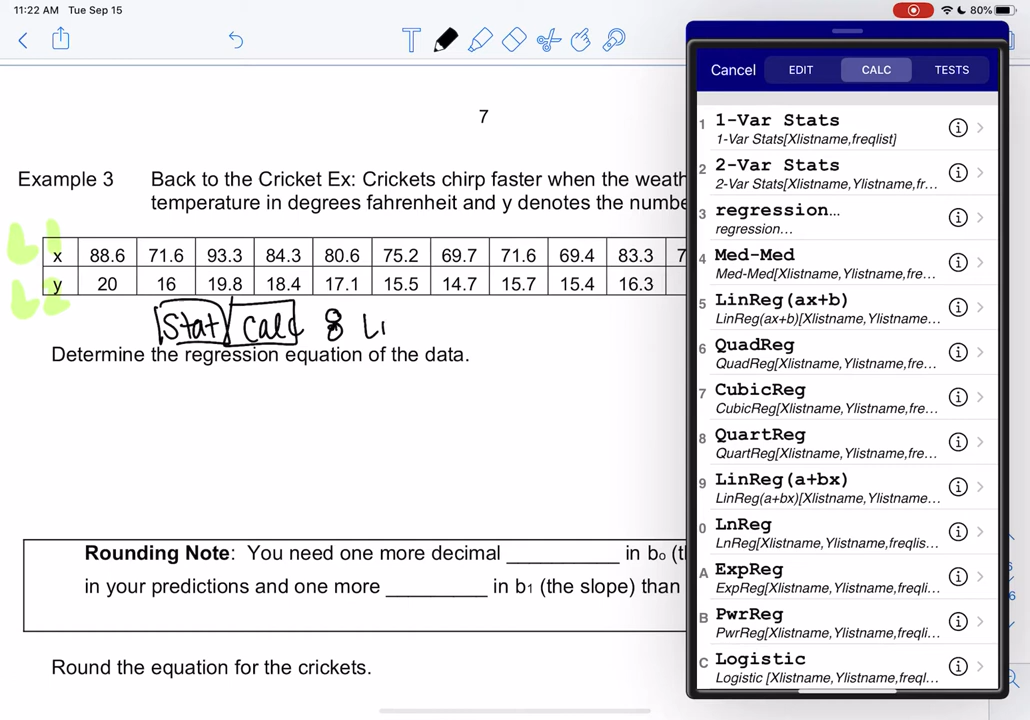 11:22 AM Tue Sep 15
80%
7
Example 3 Back to the Cricket Ex: Crickets chirp faster when the weath
temperature in degrees fahrenheit and y denotes the numbe
L1 x 88.6 71.6 93.3 84.3 80.6 75.2 69.7 71.6 69.4 83.3 7
L2 y 20 16 19.8 18.4 17.1 15.5 14.7 15.7 15.4 16.3
Stat Calc 8 Li
Determine the regression equation of the data.
Rounding Note: You need one more decimal __________ in b₀ (t
in your predictions and one more _________ in b₁ (the slope) than
Round the equation for the crickets.
Cancel EDIT CALC TESTS
1 1-Var Stats
1-Var Stats[Xlistname,freqlist]
2 2-Var Stats
2-Var Stats[Xlistname,Ylistname,fr…
3 regression…
regression…
4 Med-Med
Med-Med[Xlistname,Ylistname,fre…
5 LinReg(ax+b)
LinReg(ax+b)[Xlistname,Ylistname…
6 QuadReg
QuadReg[Xlistname,Ylistname,fre…
7 CubicReg
CubicReg[Xlistname,Ylistname,fre…
8 QuartReg
QuartReg[Xlistname,Ylistname,fre…
9 LinReg(a+bx)
LinReg(a+bx)[Xlistname,Ylistname…
0 LnReg
LnReg[Xlistname,Ylistname,freqlis…
A ExpReg
ExpReg[Xlistname,Ylistname,freqli…
B PwrReg
PwrReg[Xlistname,Ylistname,freqli…
C Logistic
Logistic [Xlistname,Ylistname,freql…